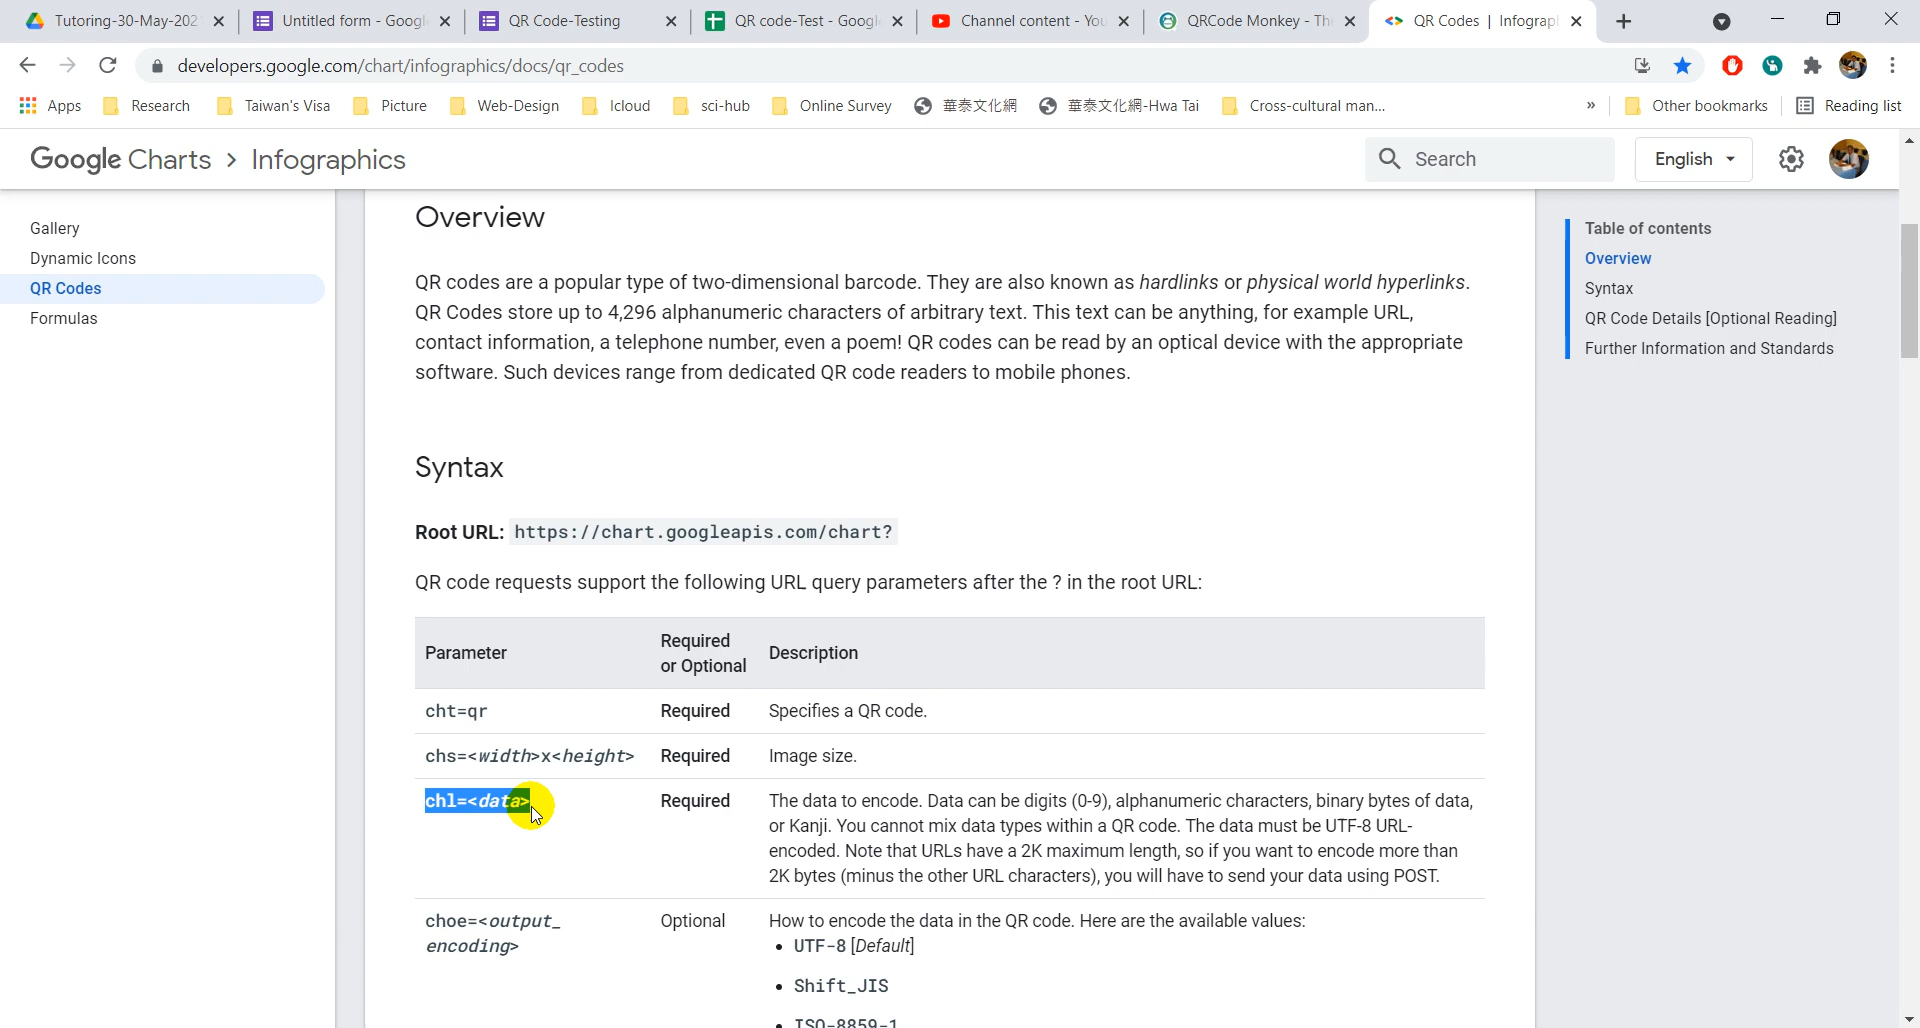 Tutoring-30-May-202
Untitled form - Googl
QR Code-Testing
QR code-Test - Googl
Channel content - You
QRCode Monkey - Th
QR Codes | Infograph
developers.google.com/chart/infographics/docs/qr_codes
Apps
Research
Taiwan's Visa
Picture
Web-Design
Icloud
sci-hub
Online Survey
華泰文化網
華泰文化網-Hwa Tai
Cross-cultural man...
»
Other bookmarks
Reading list
Google Charts > Infographics
Search
English
Gallery
Dynamic Icons
QR Codes
Formulas
Overview
QR codes are a popular type of two-dimensional barcode. They are also known as hardlinks or physical world hyperlinks.
QR Codes store up to 4,296 alphanumeric characters of arbitrary text. This text can be anything, for example URL,
contact information, a telephone number, even a poem! QR codes can be read by an optical device with the appropriate
software. Such devices range from dedicated QR code readers to mobile phones.
Syntax
Root URL: https://chart.googleapis.com/chart?
QR code requests support the following URL query parameters after the ? in the root URL:
Parameter
Required
or Optional
Description
cht=qr
Required
Specifies a QR code.
chs=<width>x<height>
Required
Image size.
chl=<data>
Required
The data to encode. Data can be digits (0-9), alphanumeric characters, binary bytes of data,
or Kanji. You cannot mix data types within a QR code. The data must be UTF-8 URL-
encoded. Note that URLs have a 2K maximum length, so if you want to encode more than
2K bytes (minus the other URL characters), you will have to send your data using POST.
choe=<output_
encoding>
Optional
How to encode the data in the QR code. Here are the available values:
• UTF-8 [Default]
• Shift_JIS
• ISO-8859-1
Table of contents
Overview
Syntax
QR Code Details [Optional Reading]
Further Information and Standards